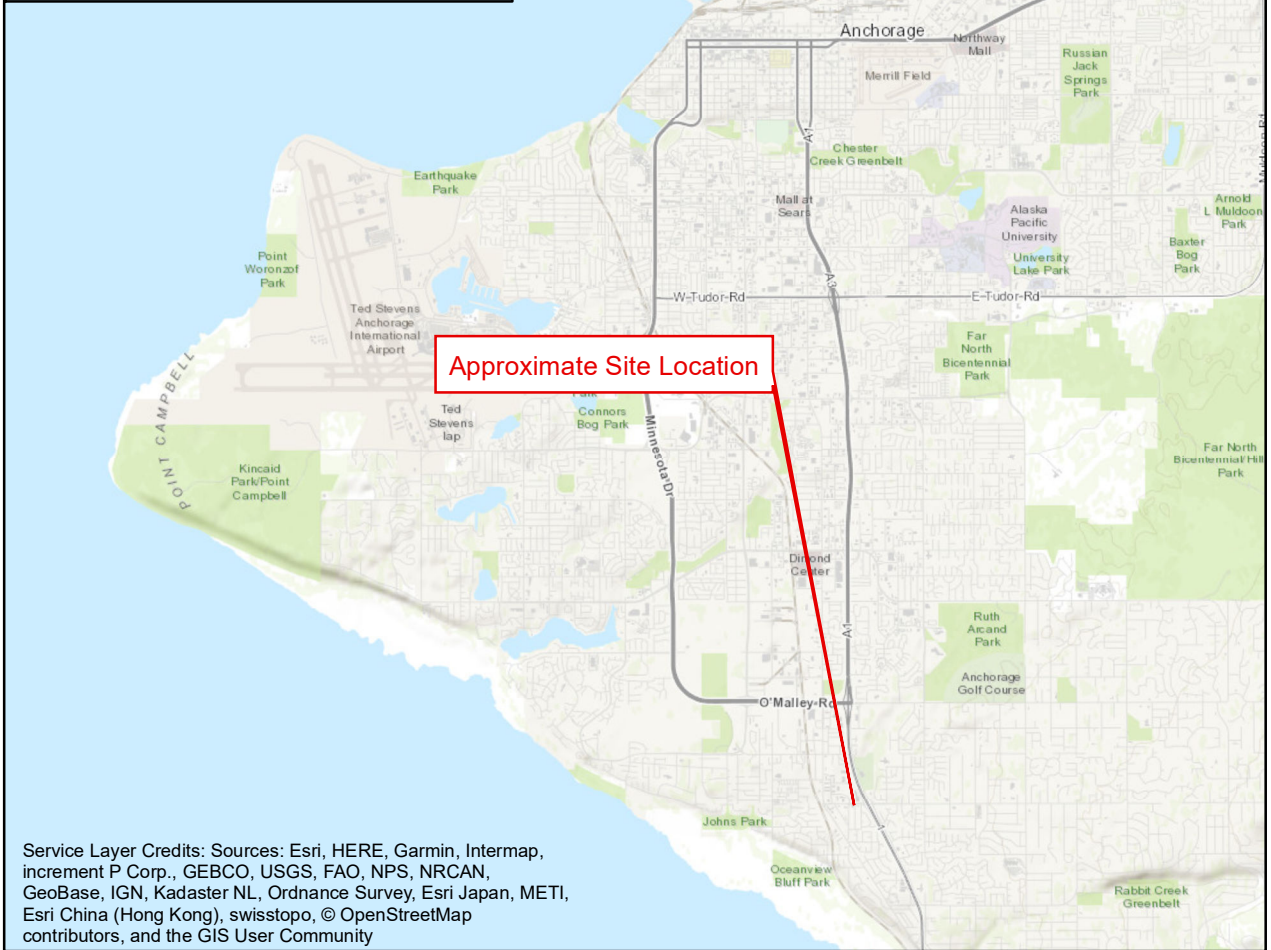 Anchorage
Northway
Mall
Russian
Jack
Springs
Park
Merrill Field
A1
Chester
Creek Greenbelt
Earthquake
Park
Mall at
Sears
Alaska
Pacific
University
Arnold
L Muldoon
Park
Point
Woronzof
Park
University
Lake Park
Baxter
Bog
Park
A3
W-Tudor-Rd
E-Tudor-Rd
Ted Stevens
Anchorage
International
Airport
Far
North
Bicentennial
Park
Approximate Site Location
POINT CAMPBELL
Park
Connors
Bog Park
Ted
Stevens
Iap
Minnesota Dr
Far North
Bicentennial/Hill
Park
Kincaid
Park/Point
Campbell
Dimond
Center
A1
Ruth
Arcand
Park
Anchorage
Golf Course
O'Malley-Rd
Johns Park
1
Oceanview
Bluff Park
Rabbit Creek
Greenbelt
Service Layer Credits: Sources: Esri, HERE, Garmin, Intermap,
increment P Corp., GEBCO, USGS, FAO, NPS, NRCAN,
GeoBase, IGN, Kadaster NL, Ordnance Survey, Esri Japan, METI,
Esri China (Hong Kong), swisstopo, © OpenStreetMap
contributors, and the GIS User Community